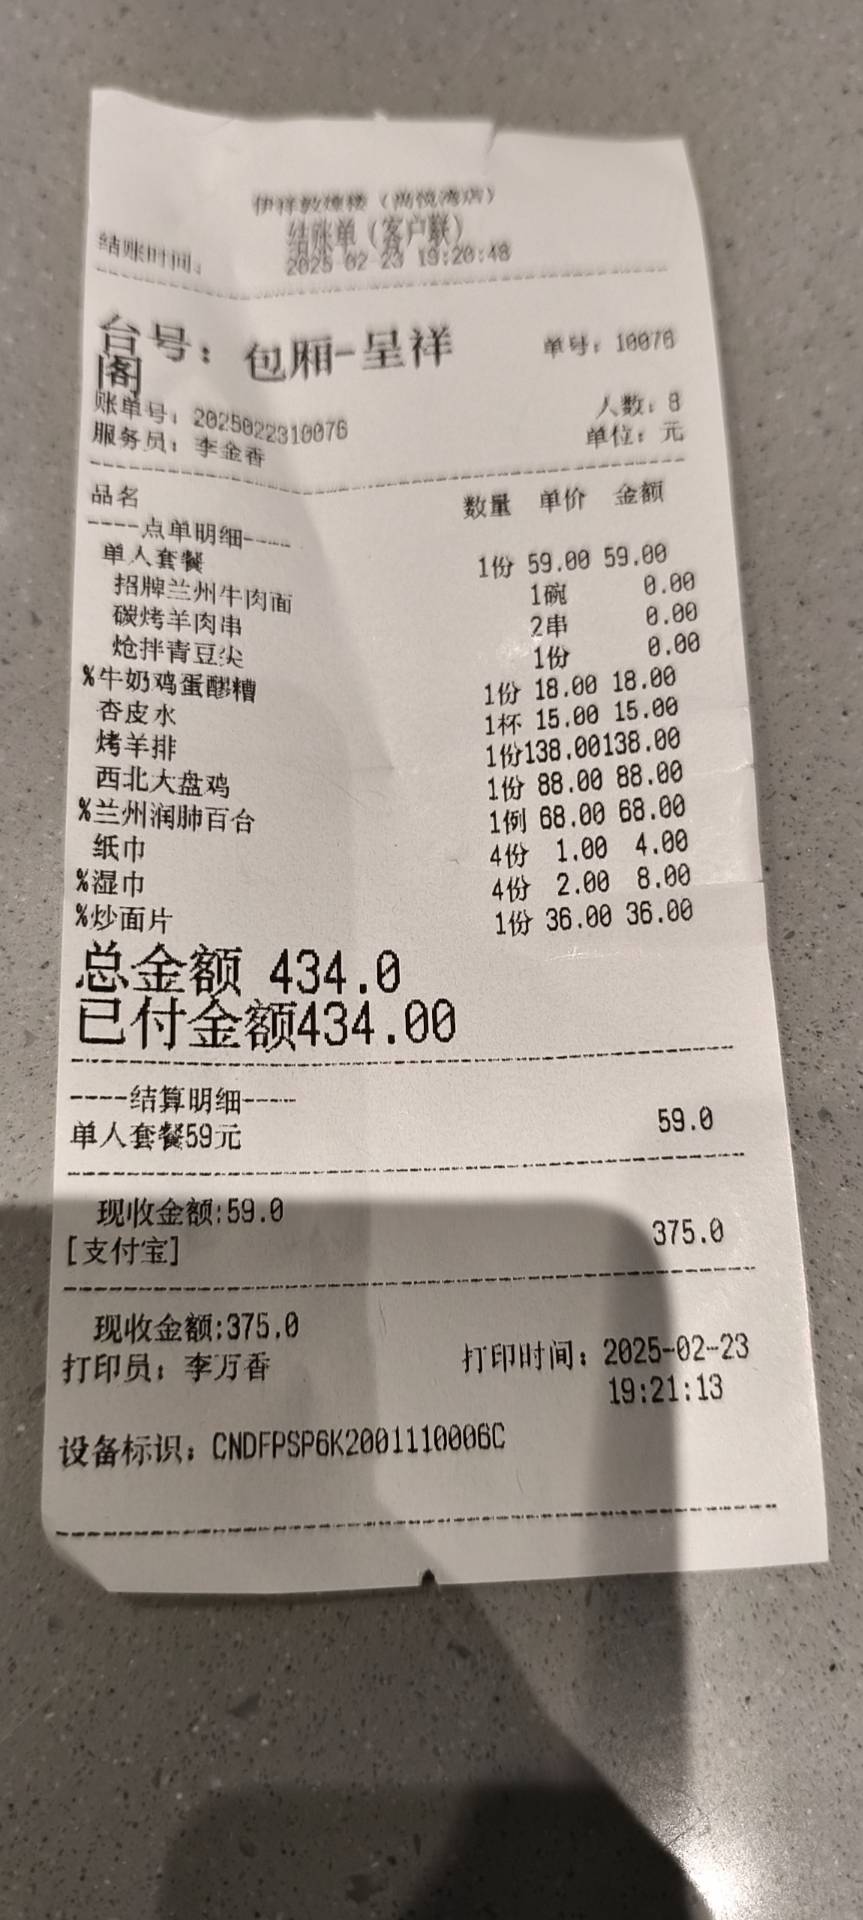 伊祥敦煌楼（尚悦湾店）
结账单（客户联）
结账时间： 2025-02-23 19:20:48
台号：包厢-呈祥阁 单号：10076
账单号：2025022310076 人数：8
服务员：李金香 单位：元
品名 数量 单价 金额
----点单明细----
单人套餐 1份 59.00 59.00
招牌兰州牛肉面 1碗 0.00
碳烤羊肉串 2串 0.00
炝拌青豆尖 1份 0.00
%牛奶鸡蛋醪糟 1份 18.00 18.00
杏皮水 1杯 15.00 15.00
烤羊排 1份138.00138.00
西北大盘鸡 1份 88.00 88.00
%兰州润肺百合 1例 68.00 68.00
纸巾 4份 1.00 4.00
%湿巾 4份 2.00 8.00
%炒面片 1份 36.00 36.00
总金额 434.0
已付金额434.00
----结算明细----
单人套餐59元 59.0
现收金额:59.0
[支付宝] 375.0
现收金额:375.0
打印员：李万香 打印时间：2025-02-23
19:21:13
设备标识：CNDFPSP6K2001110006C